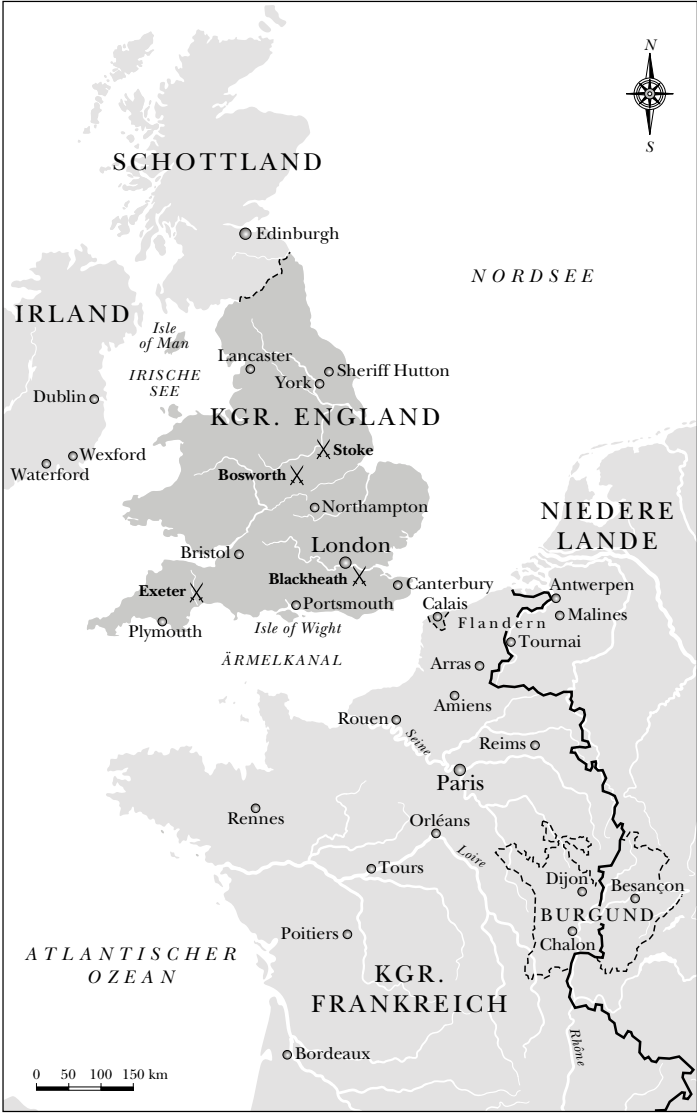 N
S
SCHOTTLAND
Edinburgh
NORDSEE
IRLAND
Isle
of Man
Lancaster
Sheriff Hutton
York
IRISCHE
SEE
Dublin
KGR. ENGLAND
Stoke
Wexford
Waterford
Bosworth
Northampton
NIEDERE
LANDE
London
Bristol
Blackheath
Canterbury
Antwerpen
Exeter
Portsmouth
Calais
Malines
Flandern
Plymouth
Isle of Wight
Tournai
ÄRMELKANAL
Arras
Amiens
Rouen
Seine
Reims
Paris
Rennes
Orléans
Loire
Tours
Dijon
Besançon
BURGUND
Poitiers
Chalon
ATLANTISCHER
OZEAN
KGR.
FRANKREICH
Rhône
Bordeaux
0 50 100 150 km